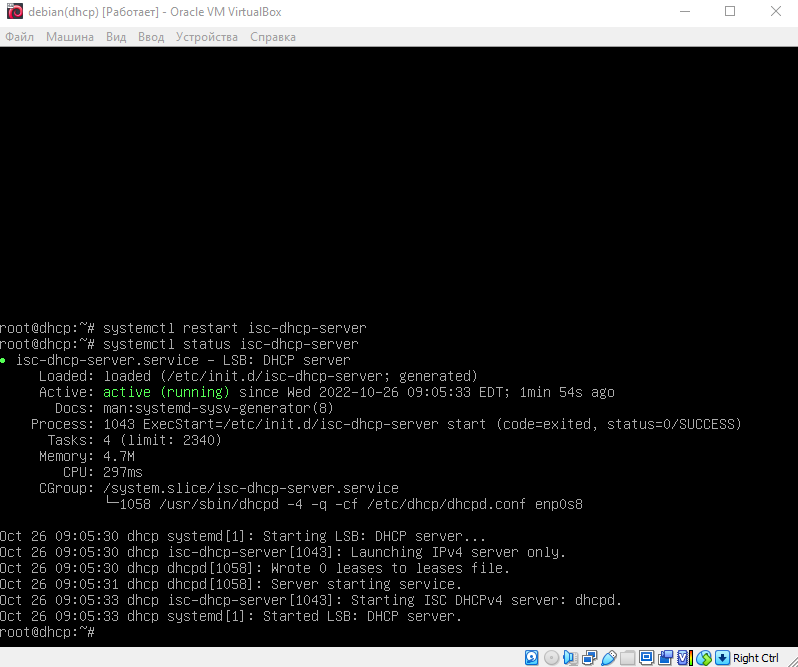 debian(dhcp) [Работает] - Oracle VM VirtualBox
Файл Машина Вид Ввод Устройства Справка
root@dhcp:~# systemctl restart isc-dhcp-server
root@dhcp:~# systemctl status isc-dhcp-server
● isc-dhcp-server.service - LSB: DHCP server
Loaded: loaded (/etc/init.d/isc-dhcp-server; generated)
Active: active (running) since Wed 2022-10-26 09:05:33 EDT; 1min 54s ago
Docs: man:systemd-sysv-generator(8)
Process: 1043 ExecStart=/etc/init.d/isc-dhcp-server start (code=exited, status=0/SUCCESS)
Tasks: 4 (limit: 2340)
Memory: 4.7M
CPU: 297ms
CGroup: /system.slice/isc-dhcp-server.service
└─1058 /usr/sbin/dhcpd -4 -q -cf /etc/dhcp/dhcpd.conf enp0s8
Oct 26 09:05:30 dhcp systemd[1]: Starting LSB: DHCP server...
Oct 26 09:05:30 dhcp isc-dhcp-server[1043]: Launching IPv4 server only.
Oct 26 09:05:30 dhcp dhcpd[1058]: Wrote 0 leases to leases file.
Oct 26 09:05:31 dhcp dhcpd[1058]: Server starting service.
Oct 26 09:05:33 dhcp isc-dhcp-server[1043]: Starting ISC DHCPv4 server: dhcpd.
Oct 26 09:05:33 dhcp systemd[1]: Started LSB: DHCP server.
root@dhcp:~#
Right Ctrl